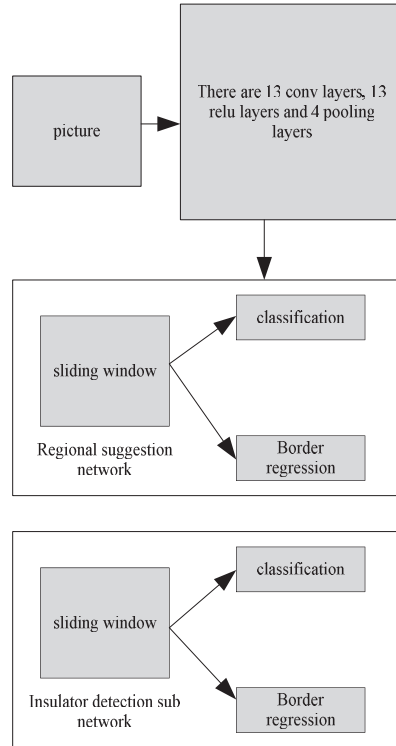 picture
There are 13 conv layers, 13
relu layers and 4 pooling
layers
sliding window
classification
Regional suggestion
network
Border
regression
sliding window
classification
Insulator detection sub
network
Border
regression